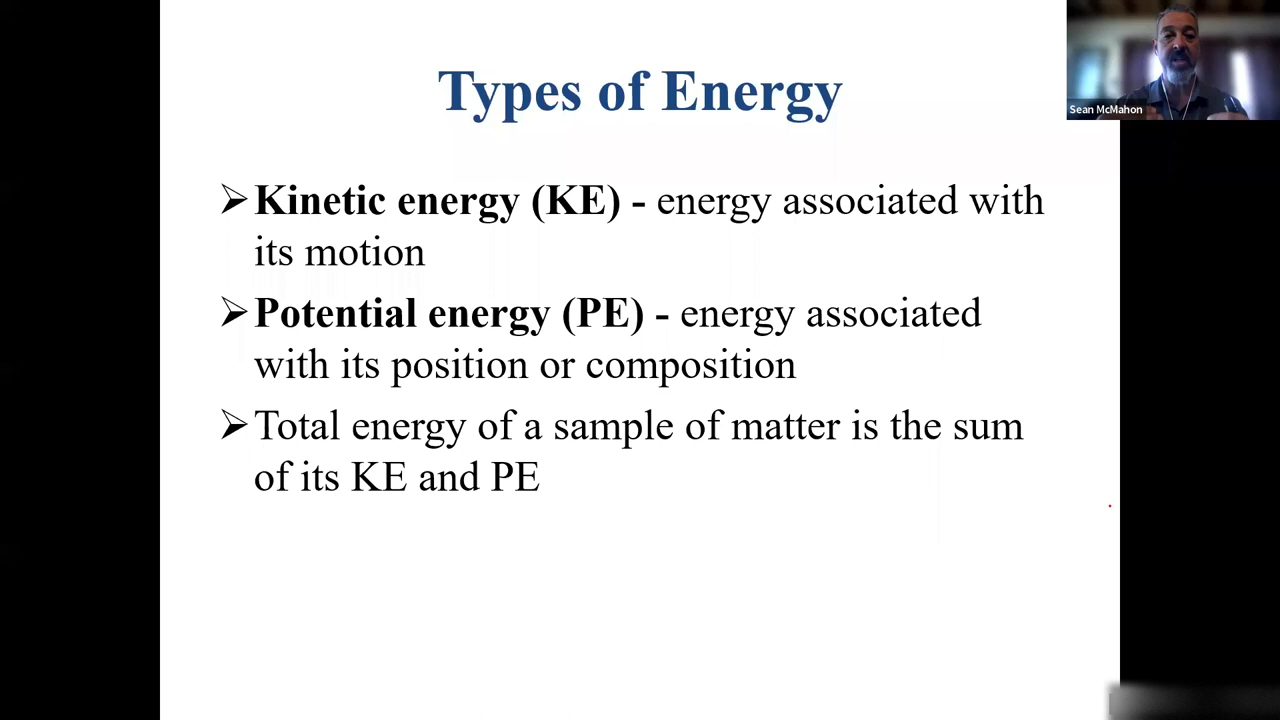 Types of Energy
Sean McMahon
➢Kinetic energy (KE) - energy associated with
its motion
➢Potential energy (PE) - energy associated
with its position or composition
➢Total energy of a sample of matter is the sum
of its KE and PE